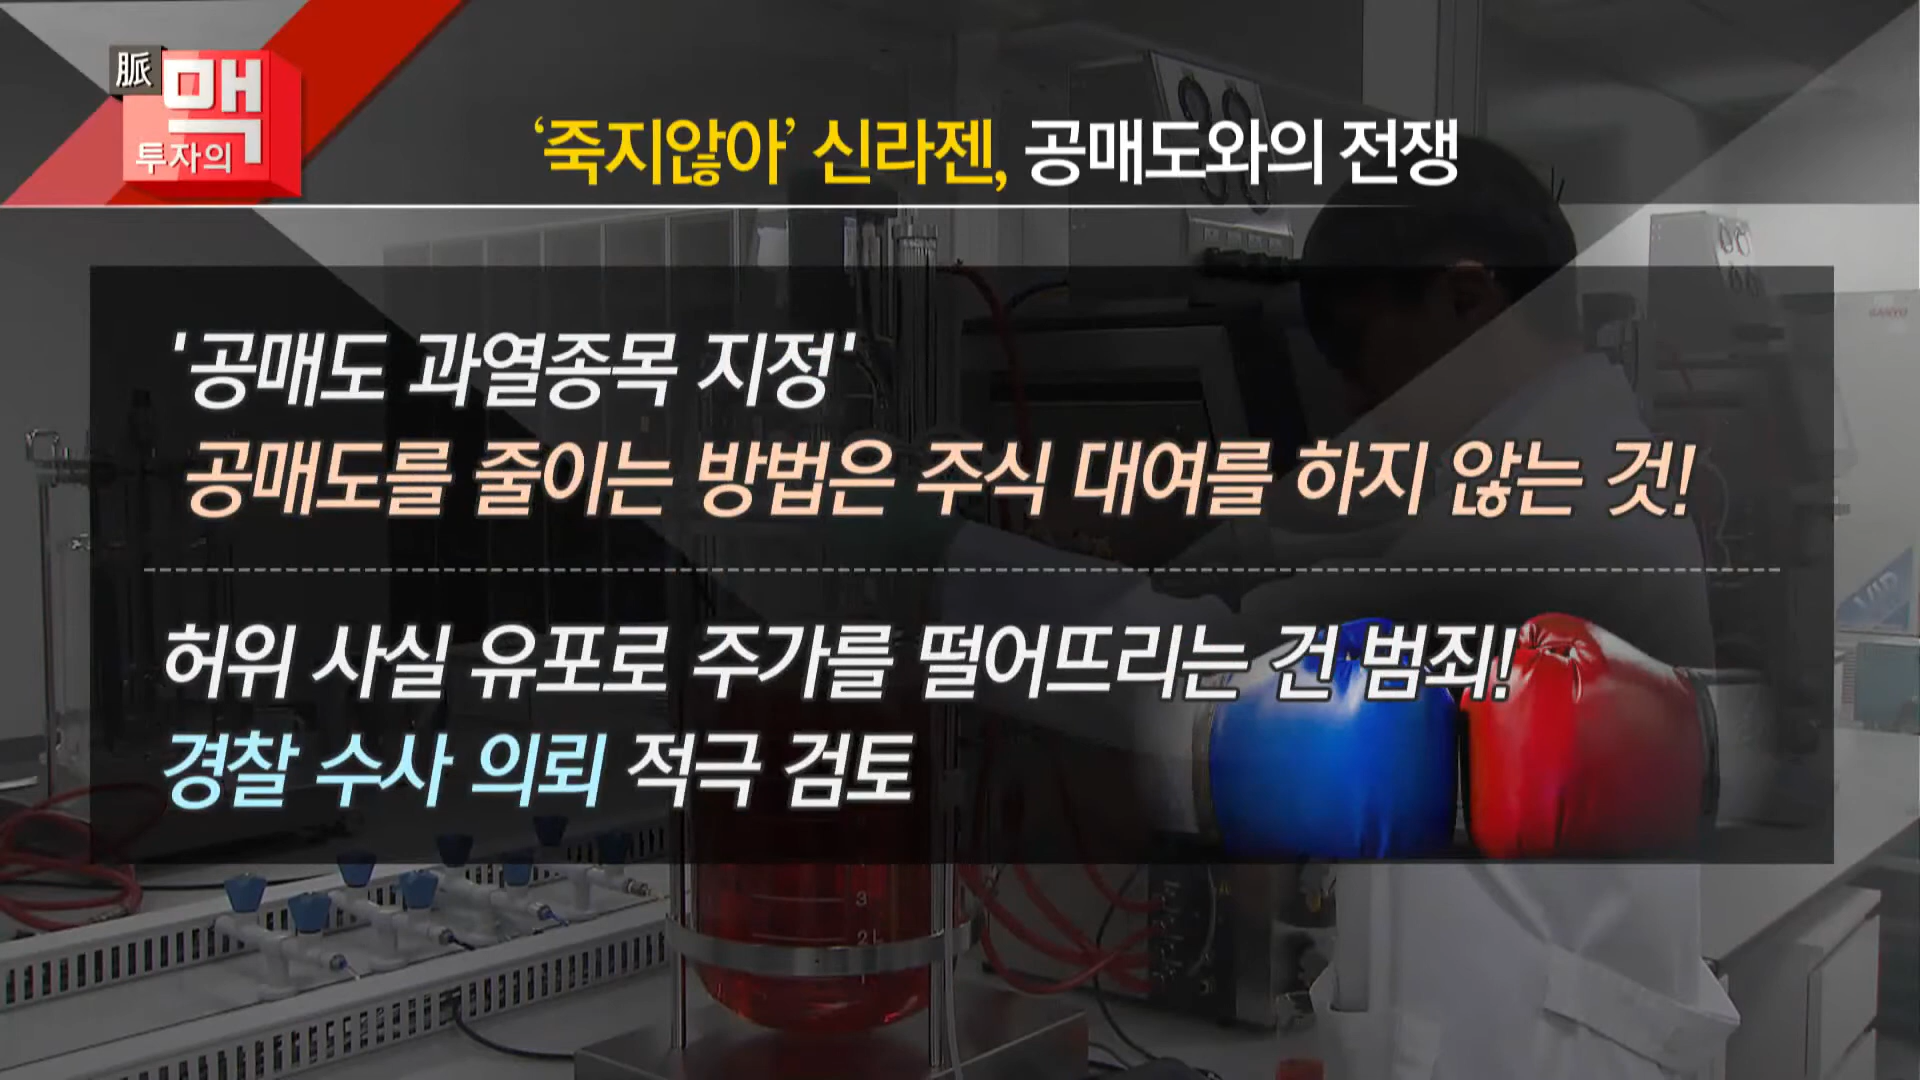 脈
맥
투자의
‘죽지않아’ 신라젠, 공매도와의 전쟁
'공매도 과열종목 지정'
공매도를 줄이는 방법은 주식 대여를 하지 않는 것!
허위 사실 유포로 주가를 떨어뜨리는 건 범죄!
경찰 수사 의뢰 적극 검토
SANYO
3
2L